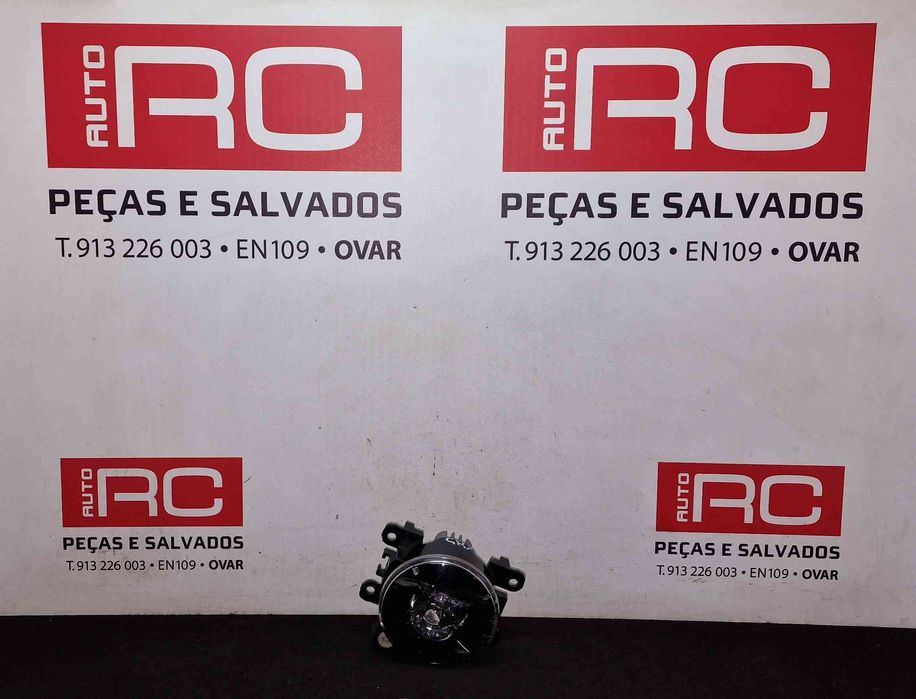 AUTO RC
PEÇAS E SALVADOS
T. 913 226 003 • EN109 • OVAR
AUTO RC
PEÇAS E SALVADOS
T. 913 226 003 • EN109 • OVAR
AUTO RC
PEÇAS E SALVADOS
T. 913 226 003 • EN109 • OVAR
AUTO RC
PEÇAS E SALVADOS
T. 913 226 003 • EN109 • OVAR